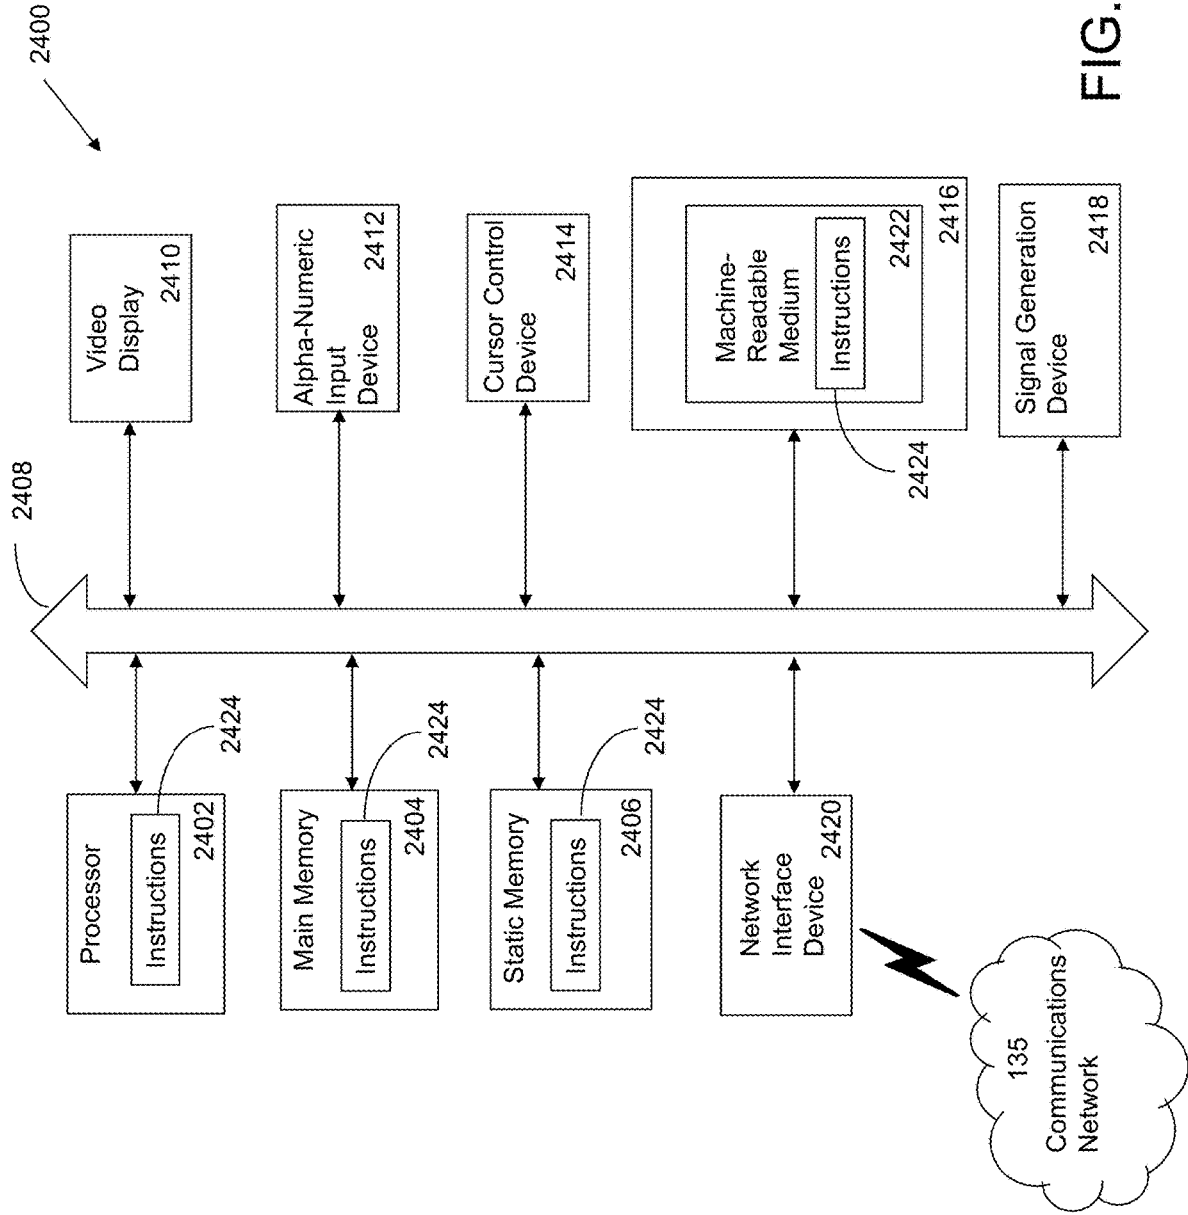 2400
Processor
Instructions
2402
2424
Main Memory
Instructions
2404
2424
Static Memory
Instructions
2406
2424
Network
Interface
Device
2420
135
Communications
Network
2408
Video
Display
2410
Alpha-Numeric
Input
Device
2412
Cursor Control
Device
2414
Machine-
Readable
Medium
Instructions
2422
2416
2424
Signal Generation
Device
2418
FIG.